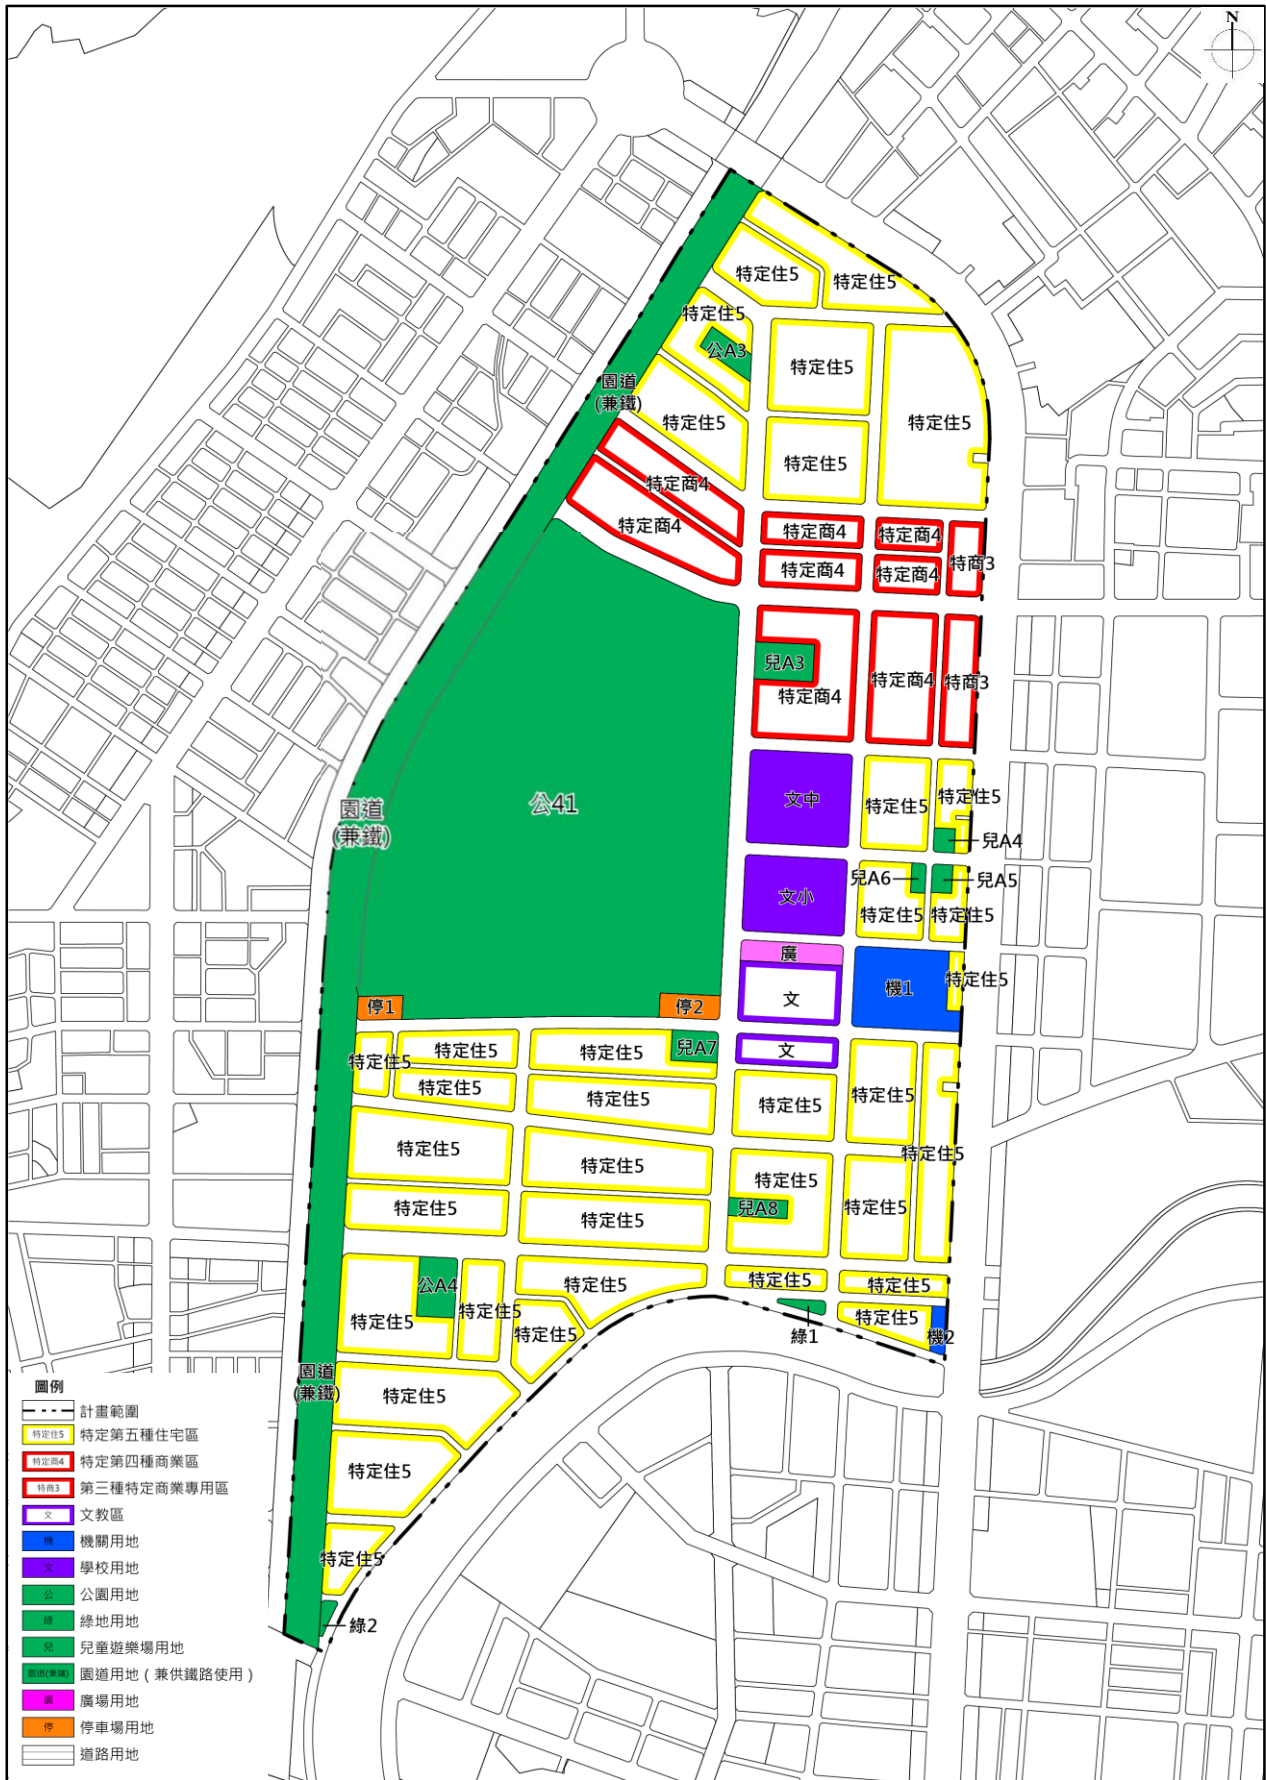 N
特定住5
特定住5
特定住5
公A3
特定住5
園道
(兼鐵)
特定住5
特定住5
特定住5
特定商4
特定商4
特定商4
特定商4
特定商4
特定商4
特商3
兒A3
特定商4
特定商4
特商3
公41
園道
(兼鐵)
文中
特定住5
特定住5
兒A4
文小
兒A6
兒A5
特定住5
特定住5
廣
文
機1
特定住5
停1
停2
特定住5
特定住5
特定住5
兒A7
文
特定住5
特定住5
特定住5
特定住5
特定住5
特定住5
特定住5
特定住5
特定住5
特定住5
特定住5
兒A8
特定住5
公A4
特定住5
特定住5
特定住5
特定住5
特定住5
特定住5
特定住5
綠1
機2
園道
(兼鐵)
特定住5
特定住5
特定住5
綠2
圖例
計畫範圍
特定住5 特定第五種住宅區
特定商4 特定第四種商業區
特商3 第三種特定商業專用區
文 文教區
機 機關用地
文 學校用地
公 公園用地
綠 綠地用地
兒 兒童遊樂場用地
園道(兼鐵) 園道用地(兼供鐵路使用)
廣 廣場用地
停 停車場用地
道路用地